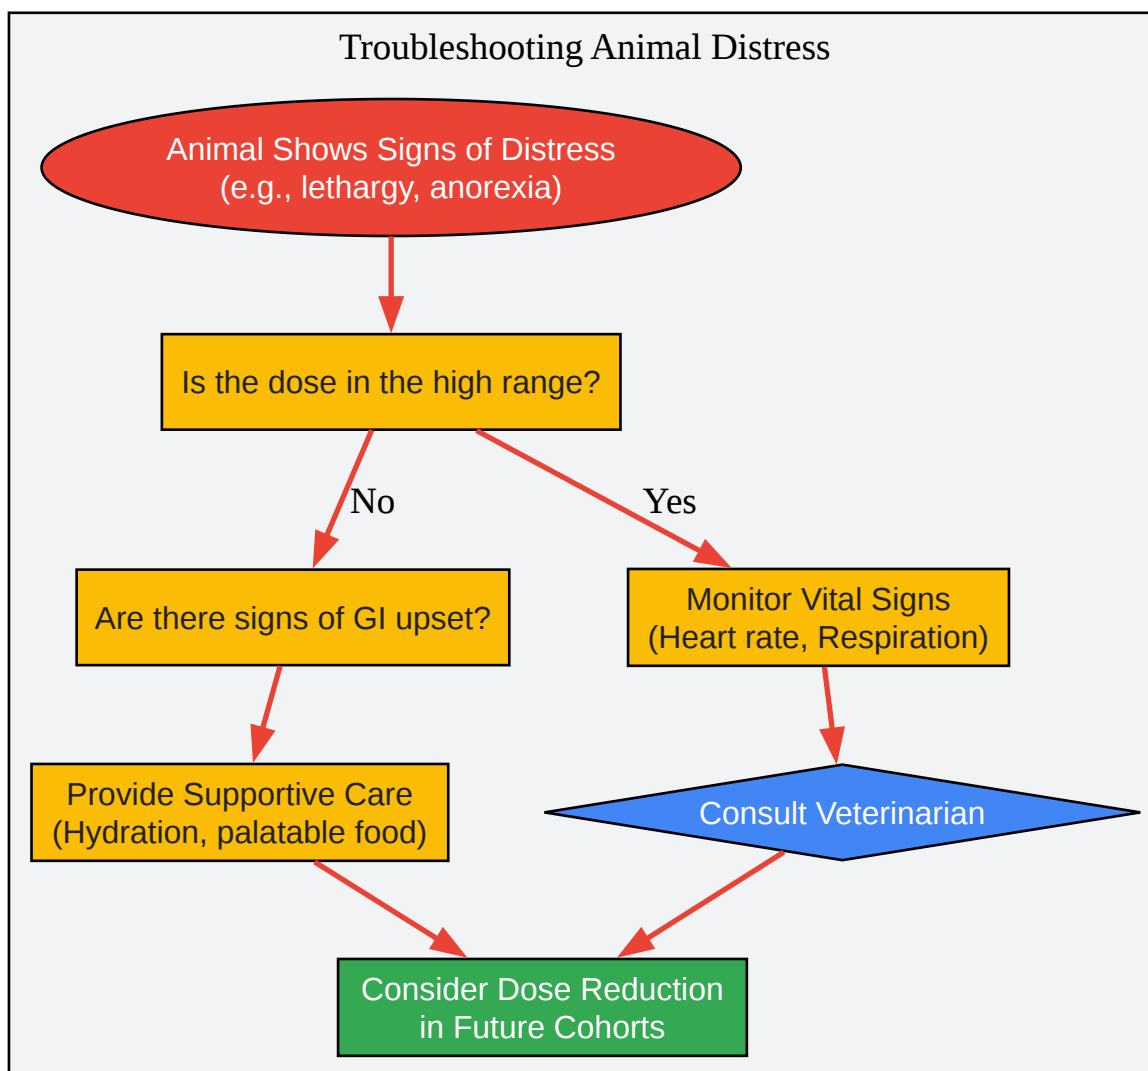 Troubleshooting Animal Distress
Animal Shows Signs of Distress
(e.g., lethargy, anorexia)
Is the dose in the high range?
No
Yes
Are there signs of GI upset?
Monitor Vital Signs
(Heart rate, Respiration)
Provide Supportive Care
(Hydration, palatable food)
Consult Veterinarian
Consider Dose Reduction
in Future Cohorts